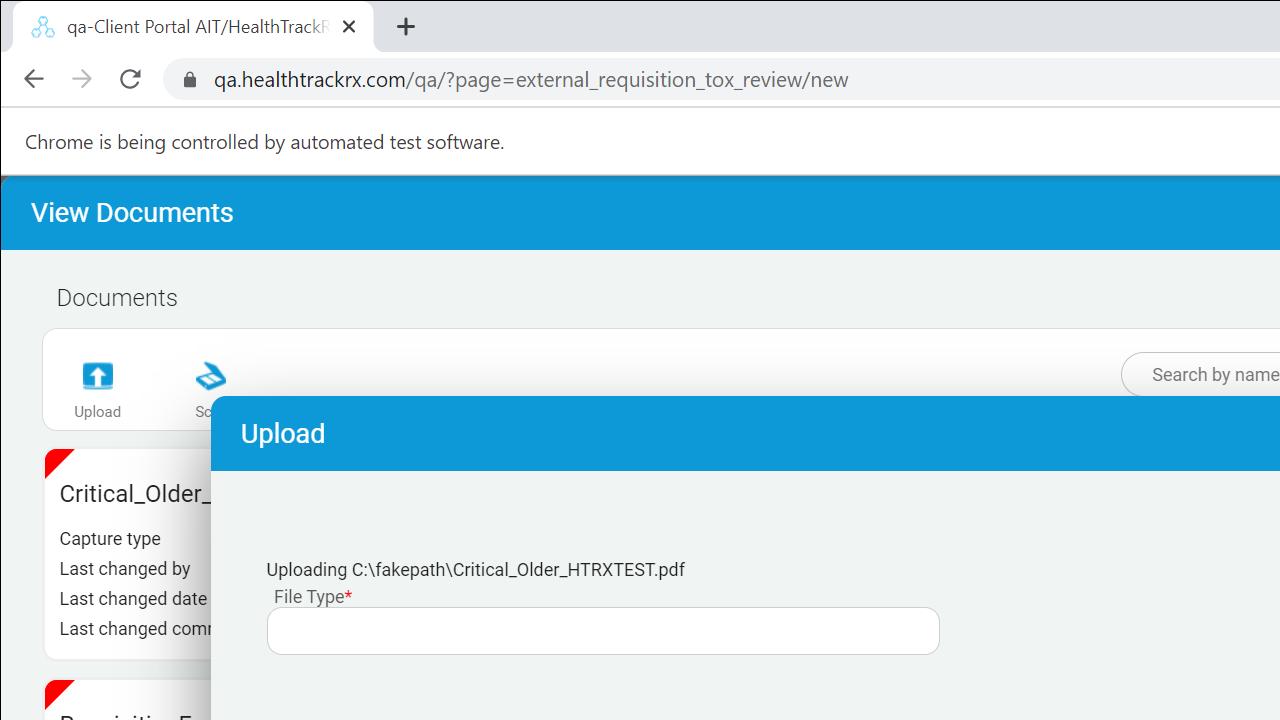 qa-Client Portal AIT/HealthTrackR
qa.healthtrackrx.com/qa/?page=external_requisition_tox_review/new
Chrome is being controlled by automated test software.
View Documents
Documents
Upload
Sc
Search by name
Upload
Critical_Older_
Capture type
Last changed by
Last changed date
Last changed com
Uploading C:\fakepath\Critical_Older_HTRXTEST.pdf
File Type*